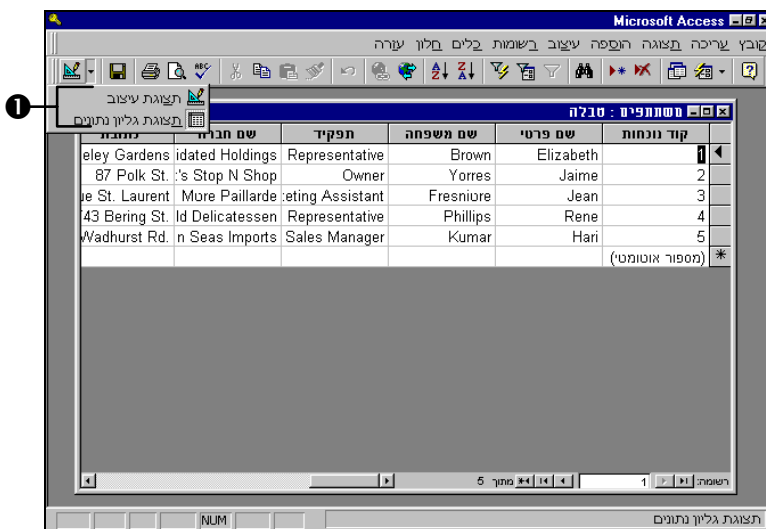 Microsoft Acce
קובץ עריכה תצוגה הוספה עיצוב רשומות כלים חלון עזרה
ABC
❶
תצוגת עיצוב
תצוגת גליון נתונים
משתתפים : טבלה
קוד נוכחות שם פרטי שם משפחה תפקיד שם חברה כתובת
1 Elizabeth Brown Representative idated Holdings eley Gardens
2 Jaime Yorres Owner :'s Stop N Shop 87 Polk St.
3 Jean Fresniore :eting Assistant More Paillarde ue St. Laurent
4 Rene Phillips Representative ld Delicatessen '43 Bering St.
5 Hari Kumar Sales Manager n Seas Imports Wadhurst Rd.
(מספור אוטומטי)
רשומה: 1 מתוך 5
תצוגת גליון נתונים NUM